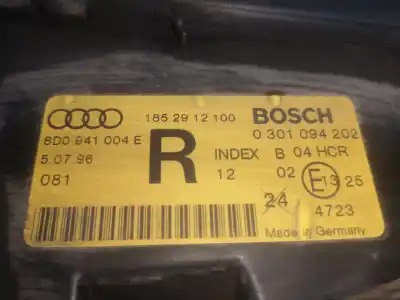 185 29 12 100
BOSCH
8D0 941 004 E
0 301 094 202
5.07.96
R
INDEX B 04 HCR
081
12 02 E 13 25
24 4723
Made in Germany